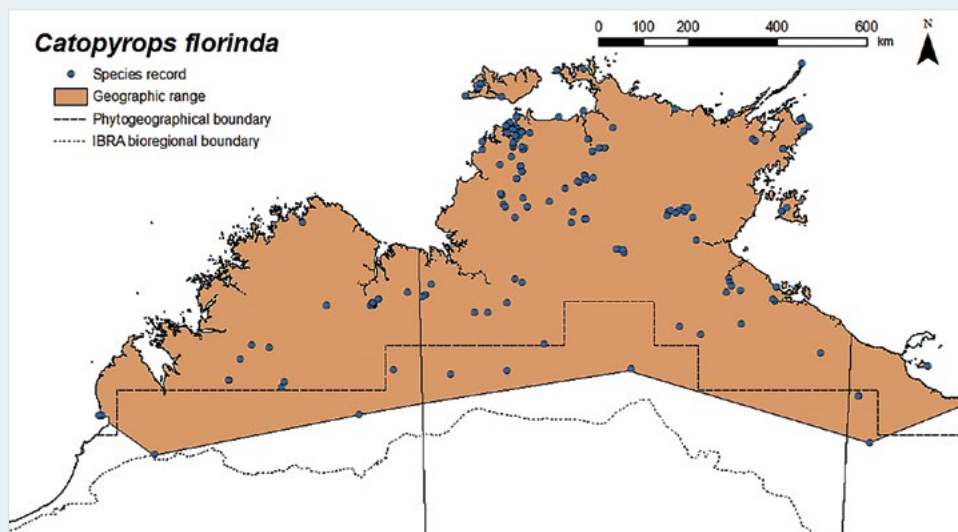 Catopyrops florinda
Species record
Geographic range
Phytogeographical boundary
IBRA bioregional boundary
0 100 200 400 600
km
N